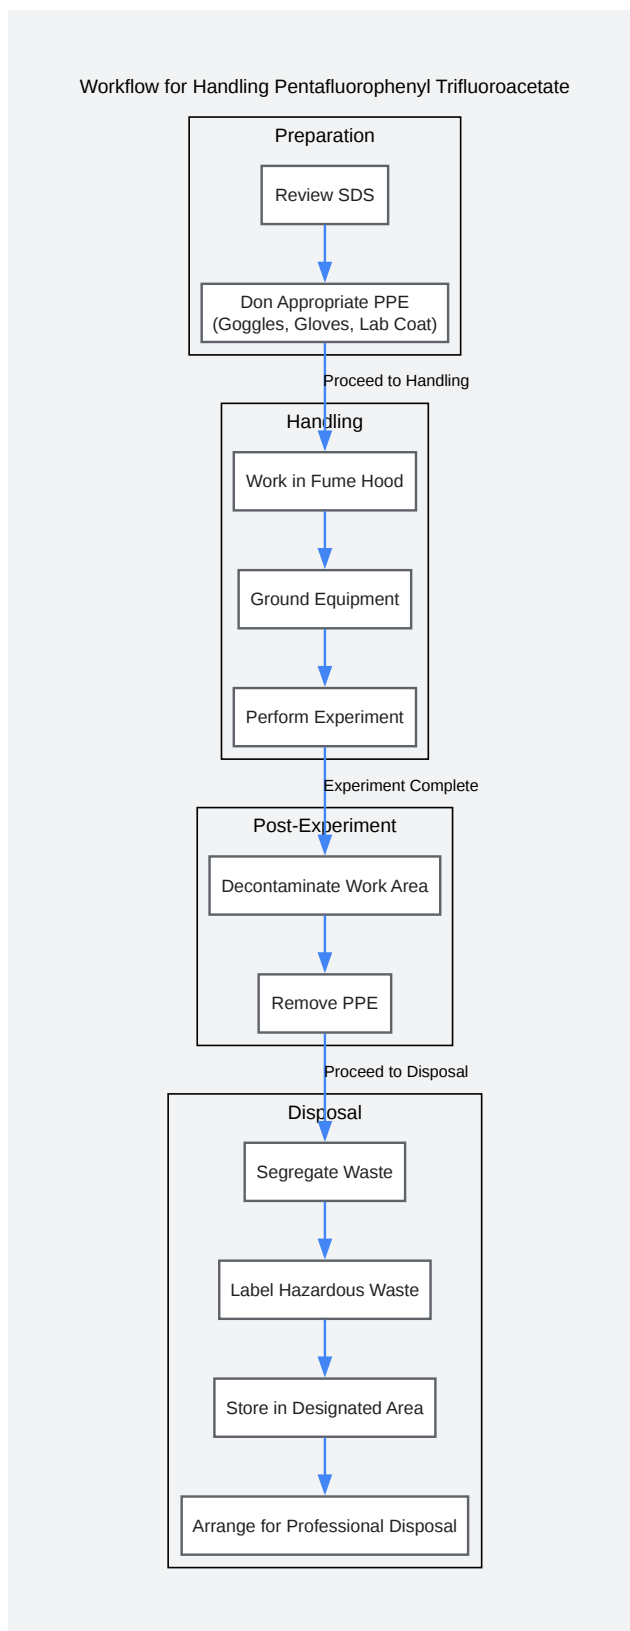 Workflow for Handling Pentafluorophenyl Trifluoroacetate
Preparation
Review SDS
Don Appropriate PPE
(Goggles, Gloves, Lab Coat)
Proceed to Handling
Handling
Work in Fume Hood
Ground Equipment
Perform Experiment
Experiment Complete
Post-Experiment
Decontaminate Work Area
Remove PPE
Proceed to Disposal
Disposal
Segregate Waste
Label Hazardous Waste
Store in Designated Area
Arrange for Professional Disposal